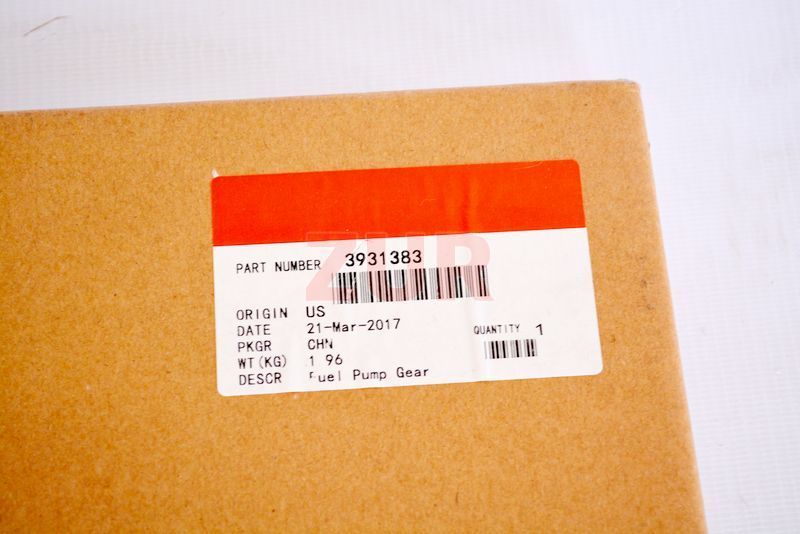 ZUR
PART NUMBER 3931383
ORIGIN US
DATE 21-Mar-2017
PKGR CHN
QUANTITY 1
WT(KG) 1 96
DESCR Fuel Pump Gear